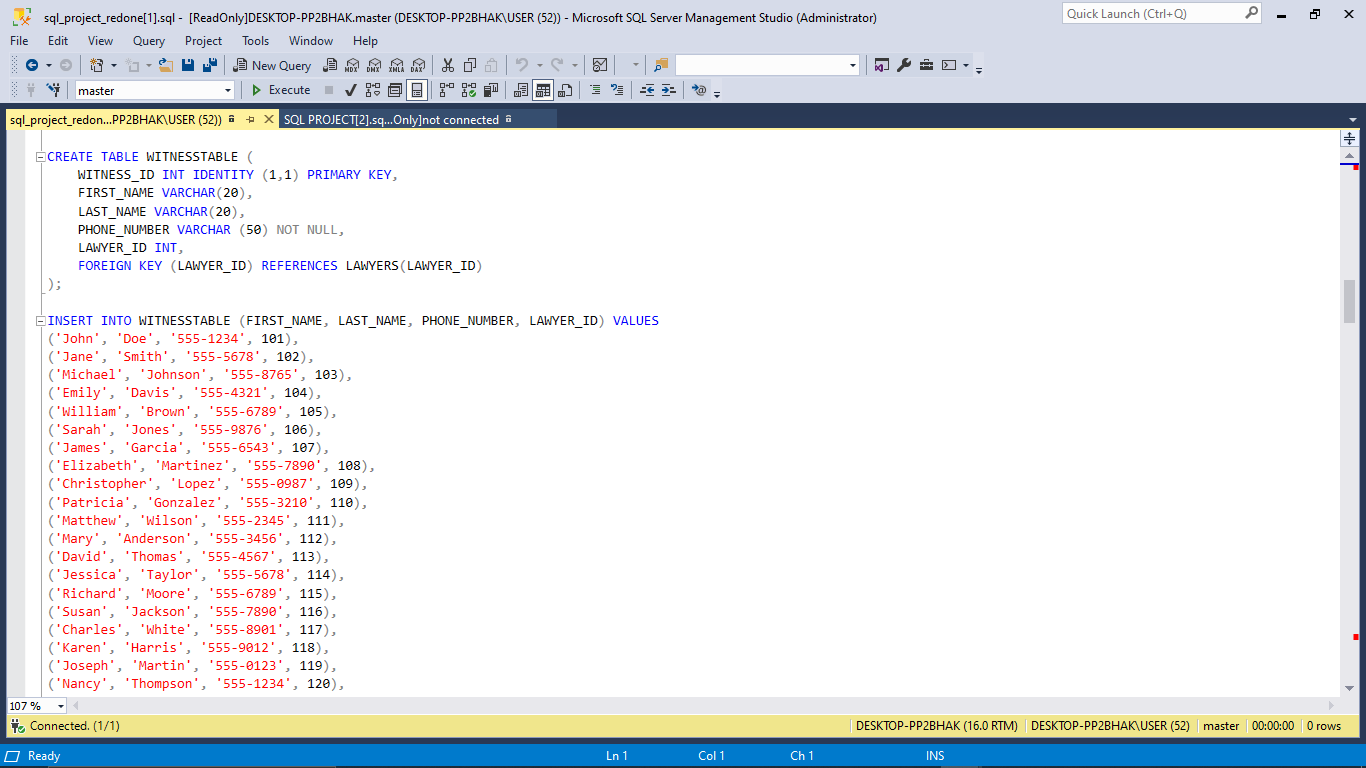 sql_project_redone[1].sql - [ReadOnly]DESKTOP-PP2BHAK.master (DESKTOP-PP2BHAK\USER (52)) - Microsoft SQL Server Management Studio (Administrator)
Quick Launch (Ctrl+Q)
File Edit View Query Project Tools Window Help
New Query MDX DMX XMLA DAX
master Execute
sql_project_redon...PP2BHAK\USER (52)) SQL PROJECT[2].sq...Only]not connected
CREATE TABLE WITNESSTABLE (
WITNESS_ID INT IDENTITY (1,1) PRIMARY KEY,
FIRST_NAME VARCHAR(20),
LAST_NAME VARCHAR(20),
PHONE_NUMBER VARCHAR (50) NOT NULL,
LAWYER_ID INT,
FOREIGN KEY (LAWYER_ID) REFERENCES LAWYERS(LAWYER_ID)
);
INSERT INTO WITNESSTABLE (FIRST_NAME, LAST_NAME, PHONE_NUMBER, LAWYER_ID) VALUES
('John', 'Doe', '555-1234', 101),
('Jane', 'Smith', '555-5678', 102),
('Michael', 'Johnson', '555-8765', 103),
('Emily', 'Davis', '555-4321', 104),
('William', 'Brown', '555-6789', 105),
('Sarah', 'Jones', '555-9876', 106),
('James', 'Garcia', '555-6543', 107),
('Elizabeth', 'Martinez', '555-7890', 108),
('Christopher', 'Lopez', '555-0987', 109),
('Patricia', 'Gonzalez', '555-3210', 110),
('Matthew', 'Wilson', '555-2345', 111),
('Mary', 'Anderson', '555-3456', 112),
('David', 'Thomas', '555-4567', 113),
('Jessica', 'Taylor', '555-5678', 114),
('Richard', 'Moore', '555-6789', 115),
('Susan', 'Jackson', '555-7890', 116),
('Charles', 'White', '555-8901', 117),
('Karen', 'Harris', '555-9012', 118),
('Joseph', 'Martin', '555-0123', 119),
('Nancy', 'Thompson', '555-1234', 120),
107 %
Connected. (1/1) DESKTOP-PP2BHAK (16.0 RTM) DESKTOP-PP2BHAK\USER (52) master 00:00:00 0 rows
Ready Ln 1 Col 1 Ch 1 INS